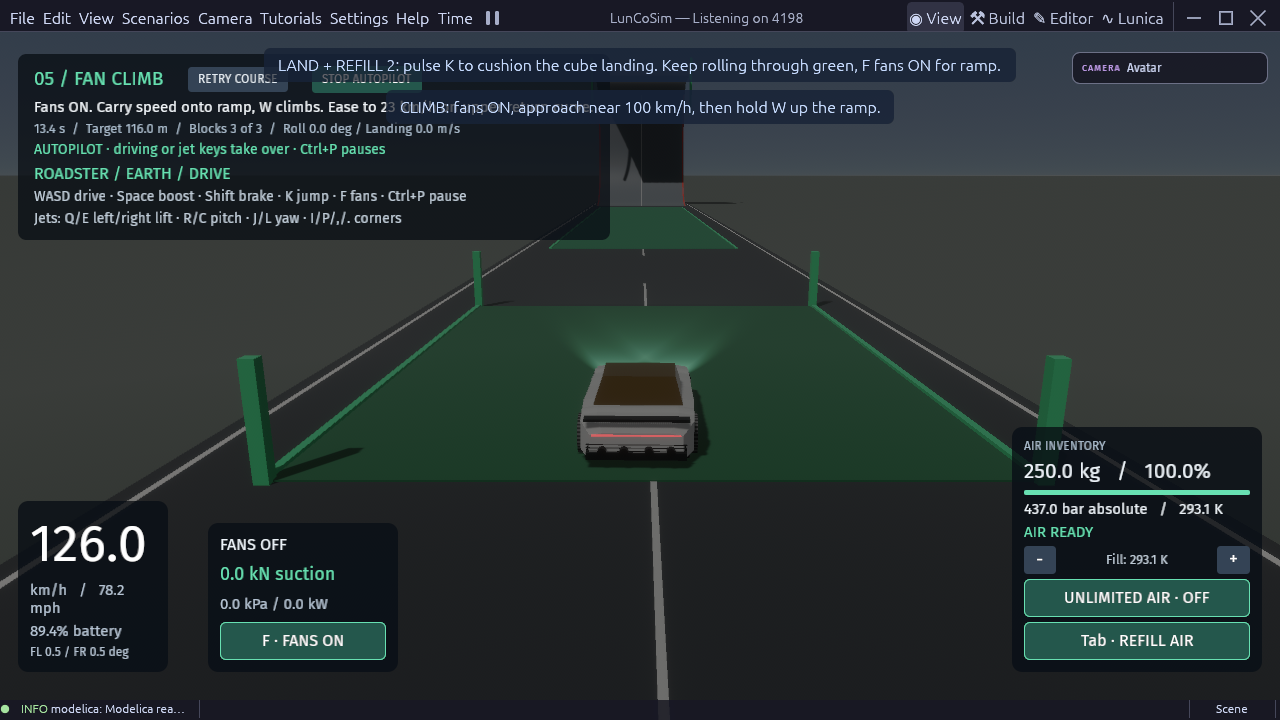 File Edit View Scenarios Camera Tutorials Settings Help Time
LunCoSim — Listening on 4198
View Build Editor Lunica
LAND + REFILL 2: pulse K to cushion the cube landing. Keep rolling through green, F fans ON for ramp.
05 / FAN CLIMB
RETRY COURSE
STOP AUTOPILOT
CAMERA Avatar
CLIMB: fans ON, approach near 100 km/h, then hold W up the ramp.
Fans ON. Carry speed onto ramp, W climbs. Ease to 23
13.4 s / Target 116.0 m / Blocks 3 of 3 / Roll 0.0 deg / Landing 0.0 m/s
AUTOPILOT · driving or jet keys take over · Ctrl+P pauses
ROADSTER / EARTH / DRIVE
WASD drive · Space boost · Shift brake · K jump · F fans · Ctrl+P pause
Jets: Q/E left/right lift · R/C pitch · J/L yaw · I/P/,/. corners
126.0
km/h / 78.2
mph
89.4% battery
FL 0.5 / FR 0.5 deg
FANS OFF
0.0 kN suction
0.0 kPa / 0.0 kW
F · FANS ON
AIR INVENTORY
250.0 kg / 100.0%
437.0 bar absolute / 293.1 K
AIR READY
- Fill: 293.1 K +
UNLIMITED AIR · OFF
Tab · REFILL AIR
INFO modelica: Modelica rea…
Scene